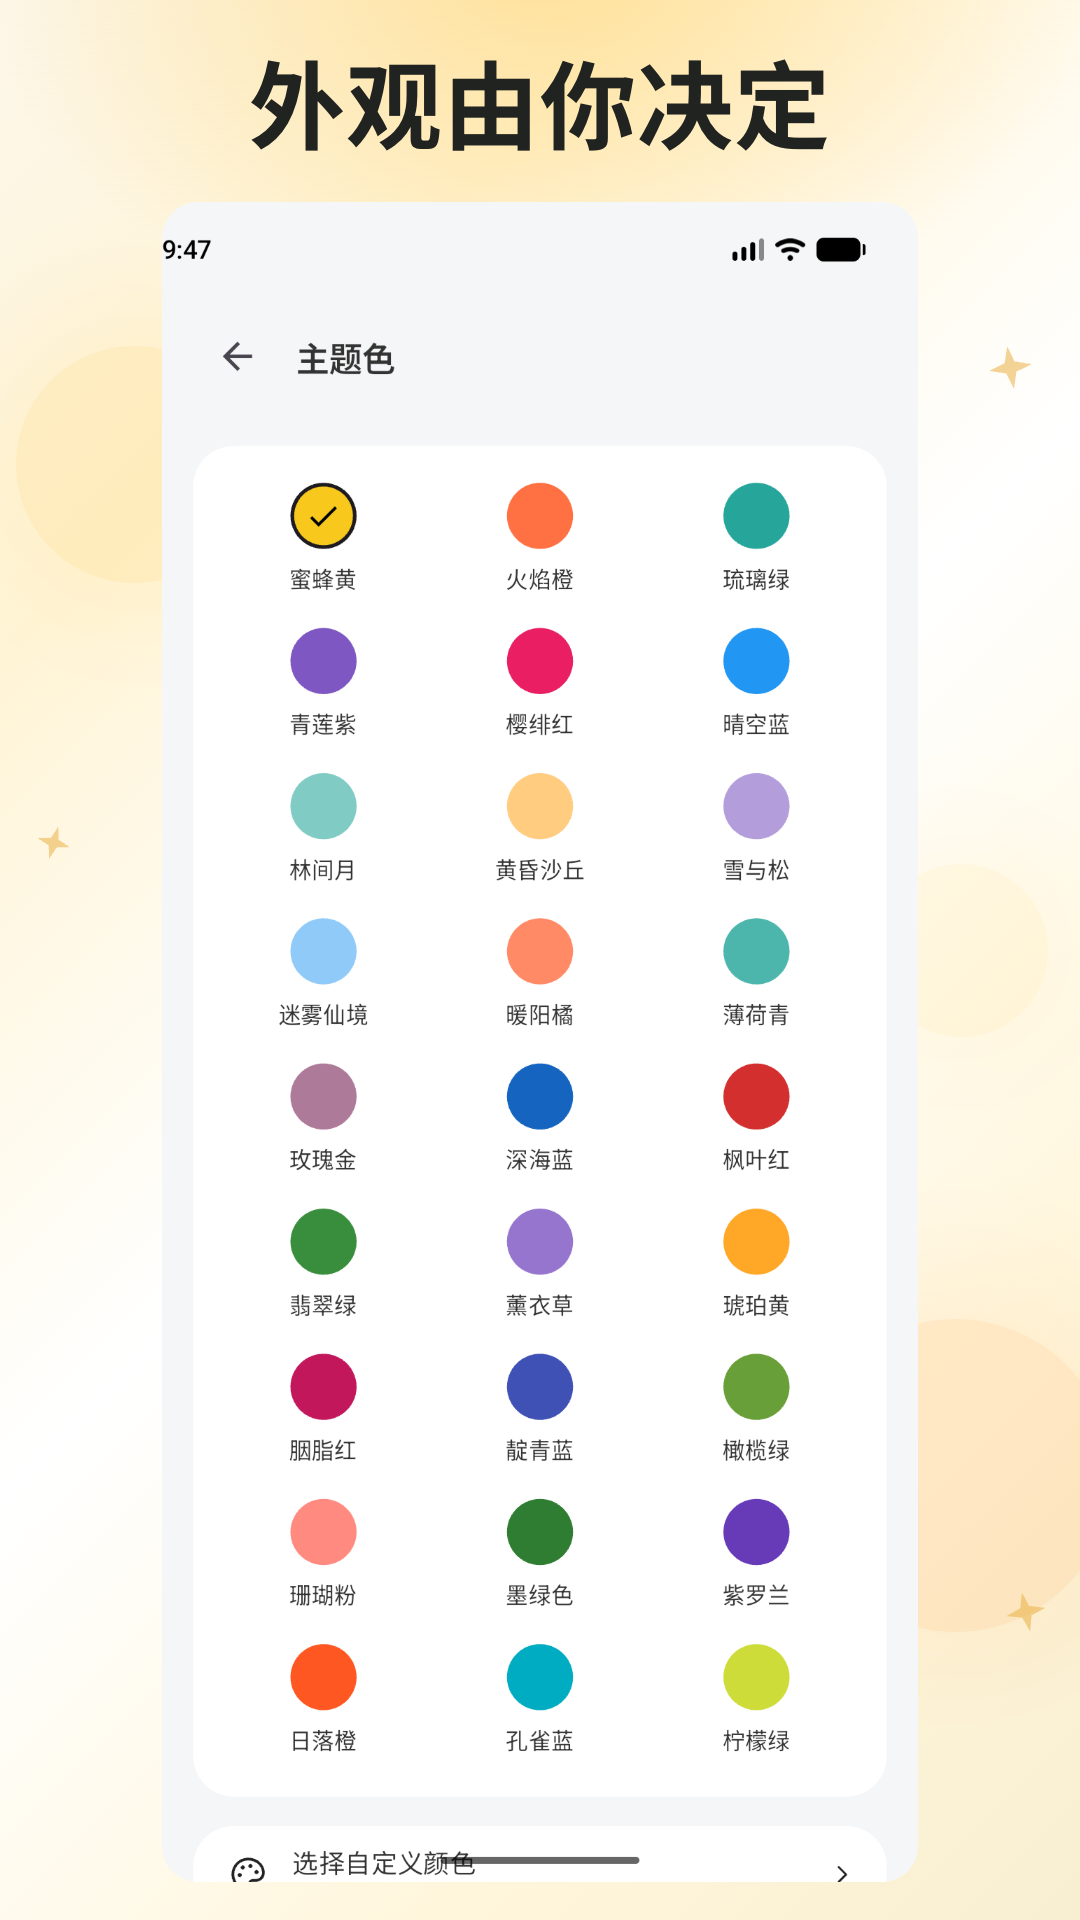 外观由你决定
9:47
主题色
蜜蜂黄 火焰橙 琉璃绿
青莲紫 樱绯红 晴空蓝
林间月 黄昏沙丘 雪与松
迷雾仙境 暖阳橘 薄荷青
玫瑰金 深海蓝 枫叶红
翡翠绿 薰衣草 琥珀黄
胭脂红 靛青蓝 橄榄绿
珊瑚粉 墨绿色 紫罗兰
日落橙 孔雀蓝 柠檬绿
选择自定义颜色